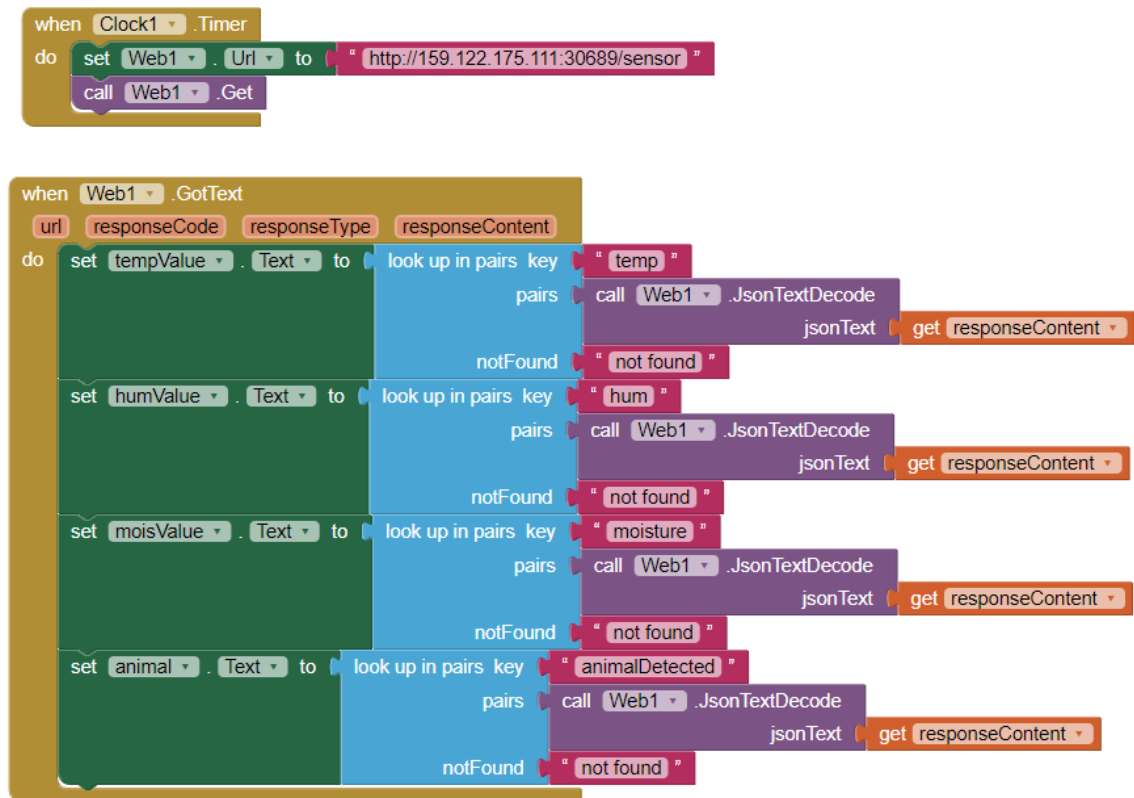 when Clock1 .Timer
do set Web1 . Url to “ http://159.122.175.111:30689/sensor ”
call Web1 .Get
when Web1 .GotText
url responseCode responseType responseContent
do set tempValue . Text to look up in pairs key “ temp ”
pairs call Web1 .JsonTextDecode
jsonText get responseContent
notFound “ not found ”
set humValue . Text to look up in pairs key “ hum ”
pairs call Web1 .JsonTextDecode
jsonText get responseContent
notFound “ not found ”
set moisValue . Text to look up in pairs key “ moisture ”
pairs call Web1 .JsonTextDecode
jsonText get responseContent
notFound “ not found ”
set animal . Text to look up in pairs key “ animalDetected ”
pairs call Web1 .JsonTextDecode
jsonText get responseContent
notFound “ not found ”